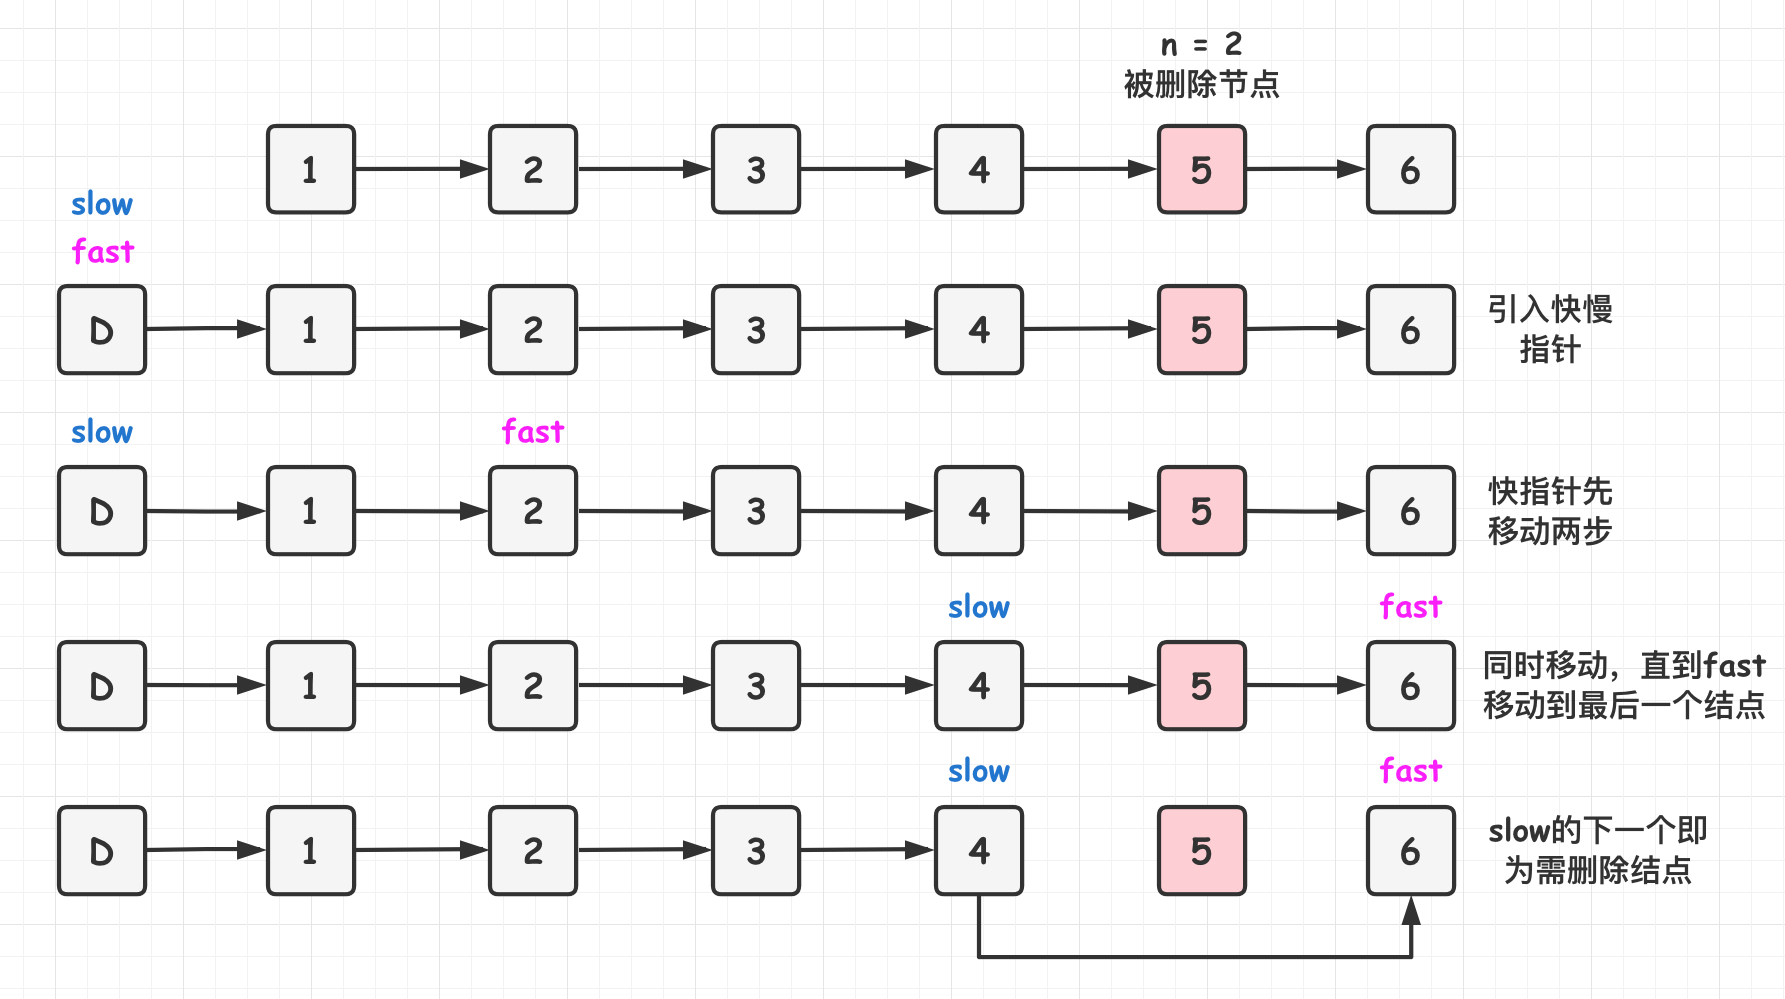 n = 2
被删除节点
1 2 3 4 5 6
slow
fast
D 1 2 3 4 5 6
引入快慢
指针
slow fast
D 1 2 3 4 5 6
快指针先
移动两步
slow fast
D 1 2 3 4 5 6
同时移动，直到fast
移动到最后一个结点
slow fast
D 1 2 3 4 5 6
slow的下一个即
为需删除结点